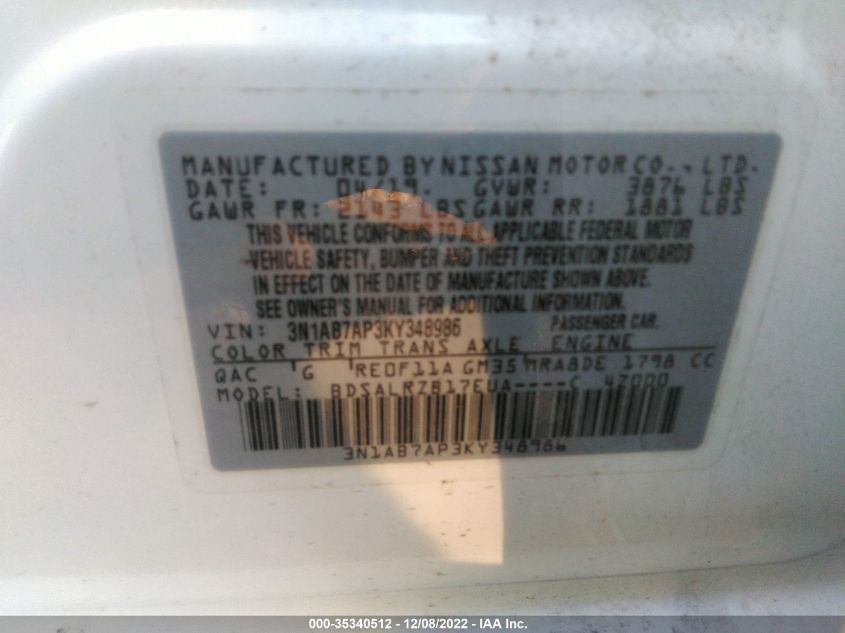 MANUFACTURED BY NISSAN MOTOR CO., LTD.
DATE: 04/19. GVWR: 3876 LBS
GAWR FR: 2143 LBS GAWR RR: 1881 LBS
THIS VEHICLE CONFORMS TO ALL APPLICABLE FEDERAL MOTOR
VEHICLE SAFETY, BUMPER AND THEFT PREVENTION STANDARDS
IN EFFECT ON THE DATE OF MANUFACTURE SHOWN ABOVE.
SEE OWNER'S MANUAL FOR ADDITIONAL INFORMATION.
VIN: 3N1AB7AP3KY348986 PASSENGER CAR.
COLOR TRIM TRANS AXLE ENGINE
QAC G RE0F11A GM35 MRA8DE 1798 CC
MODEL: BDSALRZB17EUA----C 4Z000
3N1AB7AP3KY348986
000-35340512 - 12/08/2022 - IAA Inc.